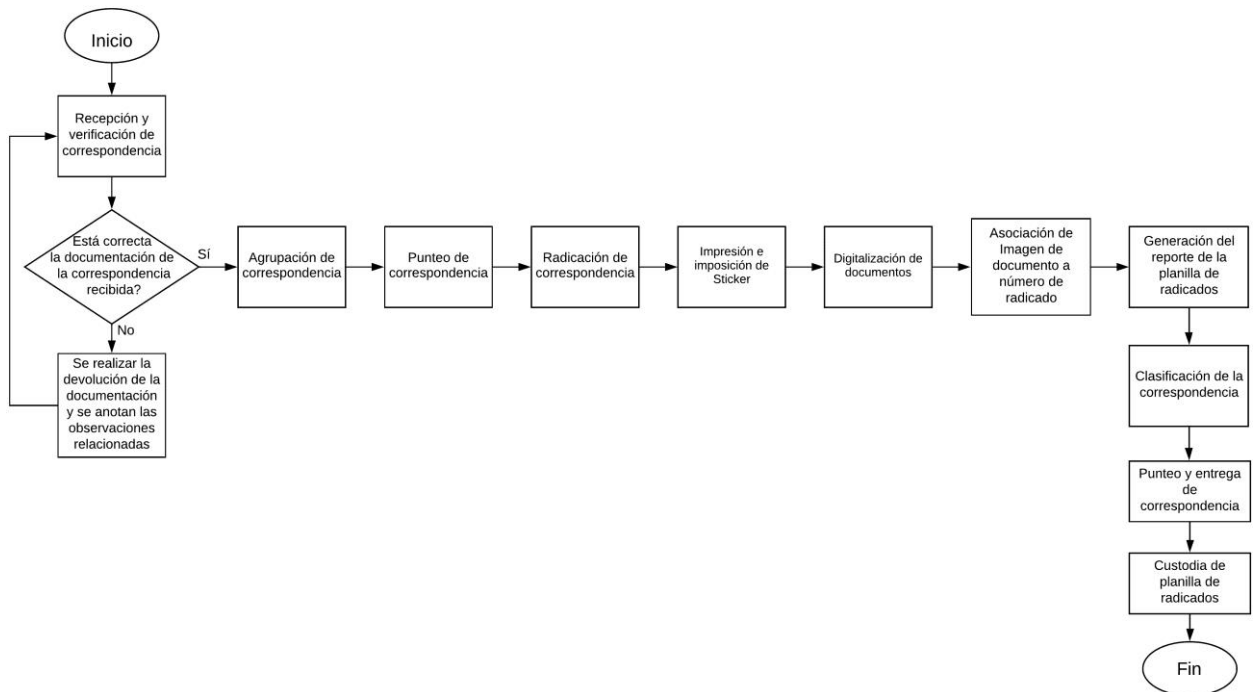 Inicio
Recepción y
verificación de
correspondencia
Está correcta
la documentación de
la correspondencia
recibida?
Sí
No
Se realizar la
devolución de la
documentación
y se anotan las
observaciones
relacionadas
Agrupación de
correspondencia
Punteo de
correspondencia
Radicación de
correspondencia
Impresión e
imposición de
Sticker
Digitalización de
documentos
Asociación de
Imagen de
documento a
número de
radicado
Generación del
reporte de la
planilla de
radicados
Clasificación de la
correspondencia
Punteo y entrega
de
correspondencia
Custodia de
planilla de
radicados
Fin